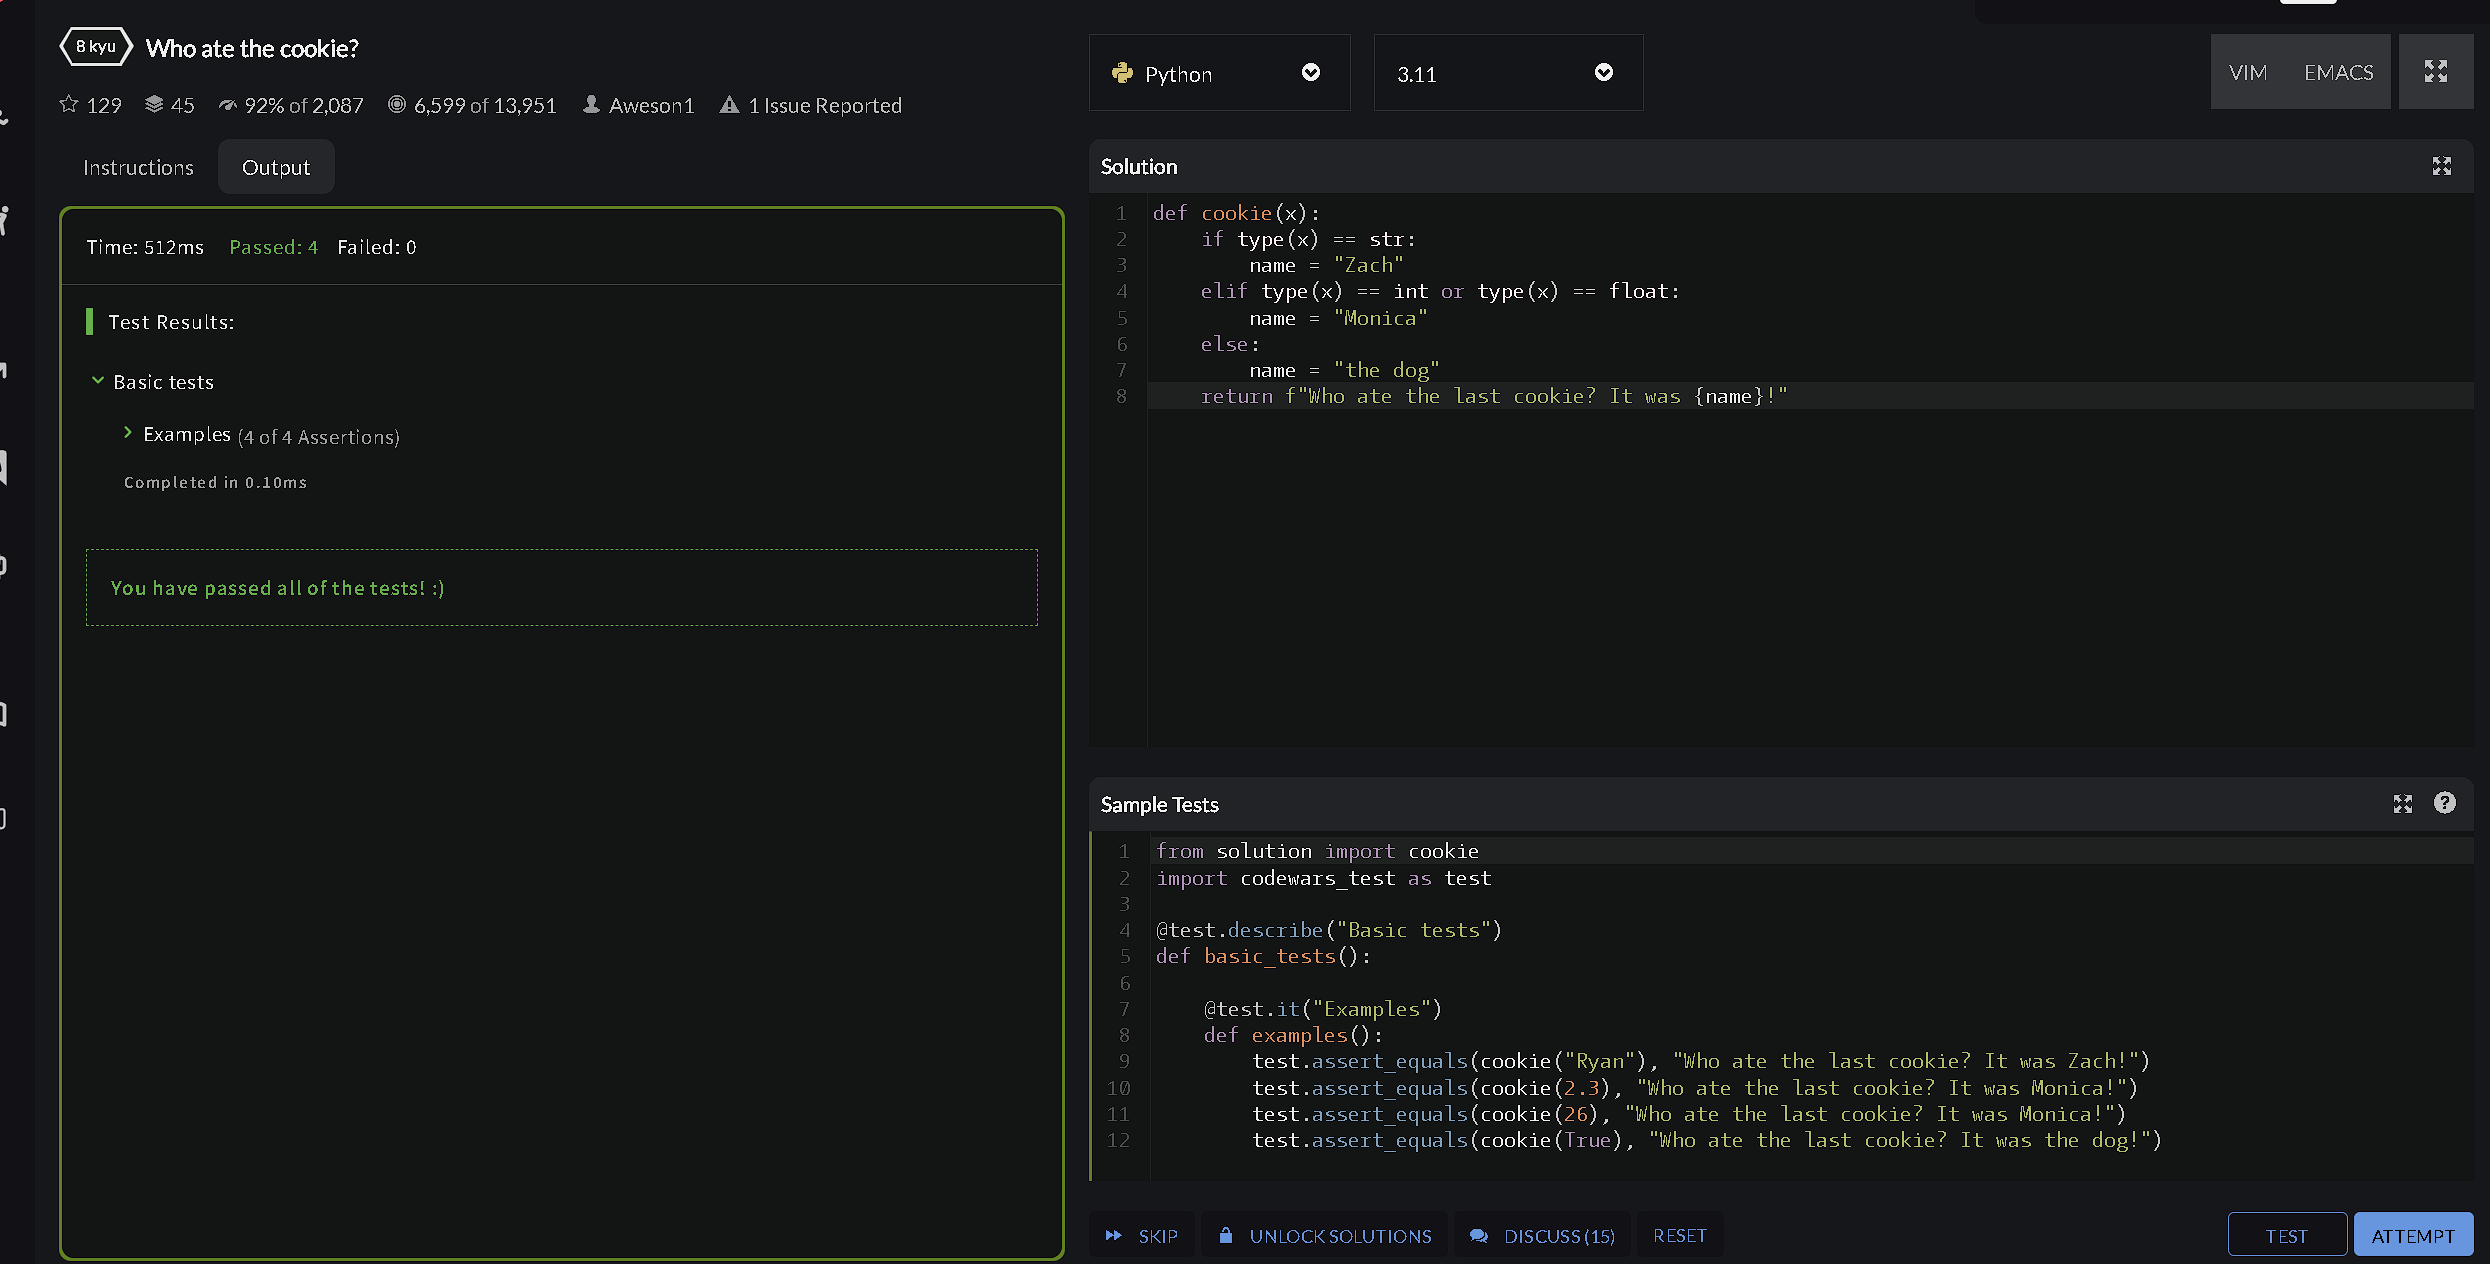 8 kyu Who ate the cookie?
129 45 92% of 2,087 6,599 of 13,951 Aweson1 1 Issue Reported
Instructions Output
Time: 512ms Passed: 4 Failed: 0
Test Results:
Basic tests
Examples (4 of 4 Assertions)
Completed in 0.10ms
You have passed all of the tests! :)
Python 3.11 VIM EMACS
Solution
1 def cookie(x):
2     if type(x) == str:
3         name = "Zach"
4     elif type(x) == int or type(x) == float:
5         name = "Monica"
6     else:
7         name = "the dog"
8     return f"Who ate the last cookie? It was {name}!"
Sample Tests
1 from solution import cookie
2 import codewars_test as test
3
4 @test.describe("Basic tests")
5 def basic_tests():
6
7     @test.it("Examples")
8     def examples():
9         test.assert_equals(cookie("Ryan"), "Who ate the last cookie? It was Zach!")
10         test.assert_equals(cookie(2.3), "Who ate the last cookie? It was Monica!")
11         test.assert_equals(cookie(26), "Who ate the last cookie? It was Monica!")
12         test.assert_equals(cookie(True), "Who ate the last cookie? It was the dog!")
SKIP UNLOCK SOLUTIONS DISCUSS (15) RESET TEST ATTEMPT